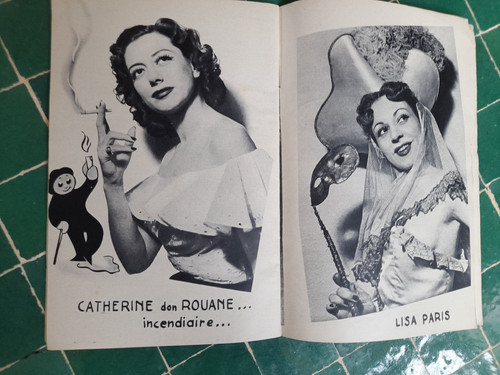 CATHERINE don ROUANE...
incendiaire...
LISA PARIS